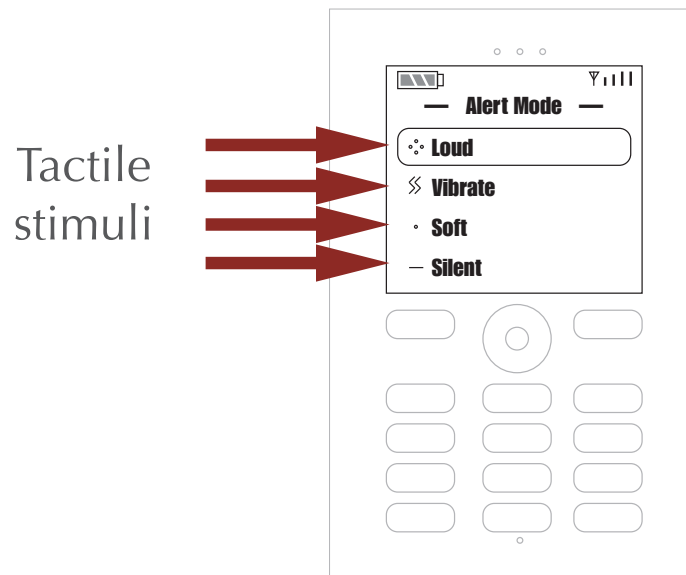 Tactile
stimuli
Alert Mode
Loud
Vibrate
Soft
Silent